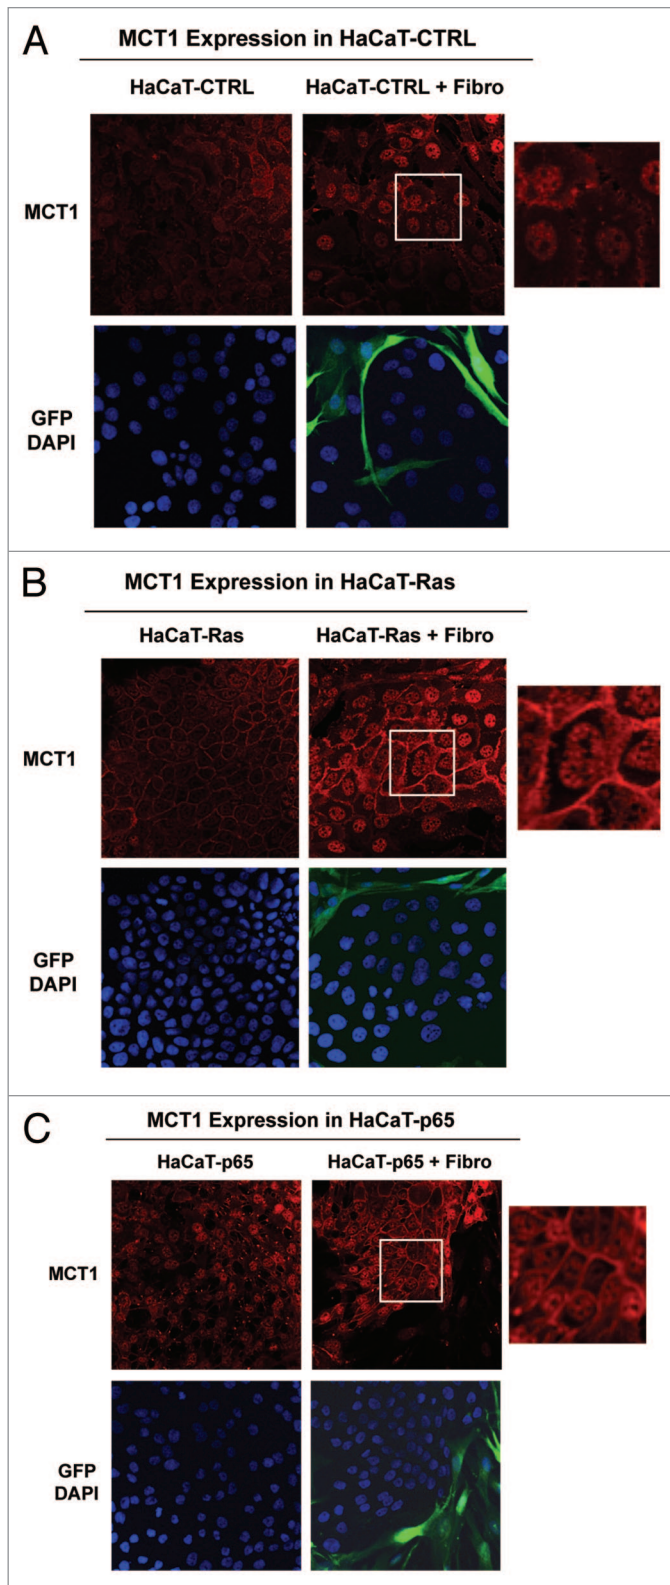 A
MCT1 Expression in HaCaT-CTRL
HaCaT-CTRL
HaCaT-CTRL + Fibro
MCT1
GFP
DAPI
B
MCT1 Expression in HaCaT-Ras
HaCaT-Ras
HaCaT-Ras + Fibro
MCT1
GFP
DAPI
C
MCT1 Expression in HaCaT-p65
HaCaT-p65
HaCaT-p65 + Fibro
MCT1
GFP
DAPI